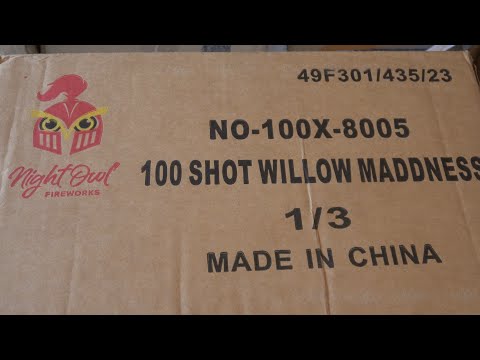 49F301/435/23
NO-100X-8005
100 SHOT WILLOW MADDNESS
1/3
MADE IN CHINA
Night Owl
FIREWORKS